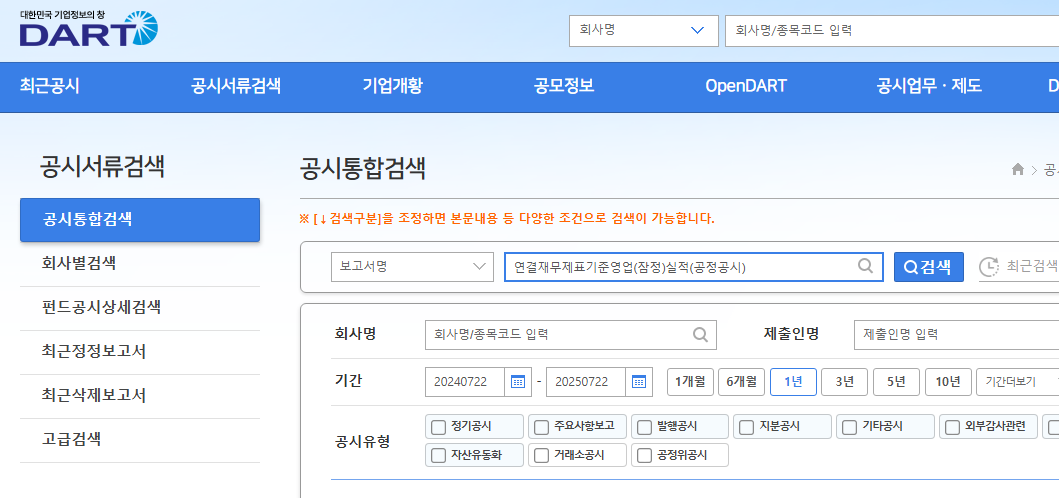 대한민국 기업정보의 창
DART
회사명 회사명/종목코드 입력
최근공시 공시서류검색 기업개황 공모정보 OpenDART 공시업무 · 제도 D
공시서류검색
공시통합검색
회사별검색
펀드공시상세검색
최근정정보고서
최근삭제보고서
고급검색
공시통합검색
> 공시
※ [↓검색구분]을 조정하면 본문내용 등 다양한 조건으로 검색이 가능합니다.
보고서명 연결재무제표기준영업(잠정)실적(공정공시) 검색 최근검색
회사명 회사명/종목코드 입력 제출인명 제출인명 입력
기간 20240722 - 20250722 1개월 6개월 1년 3년 5년 10년 기간더보기
공시유형 정기공시 주요사항보고 발행공시 지분공시 기타공시 외부감사관련
자산유동화 거래소공시 공정위공시